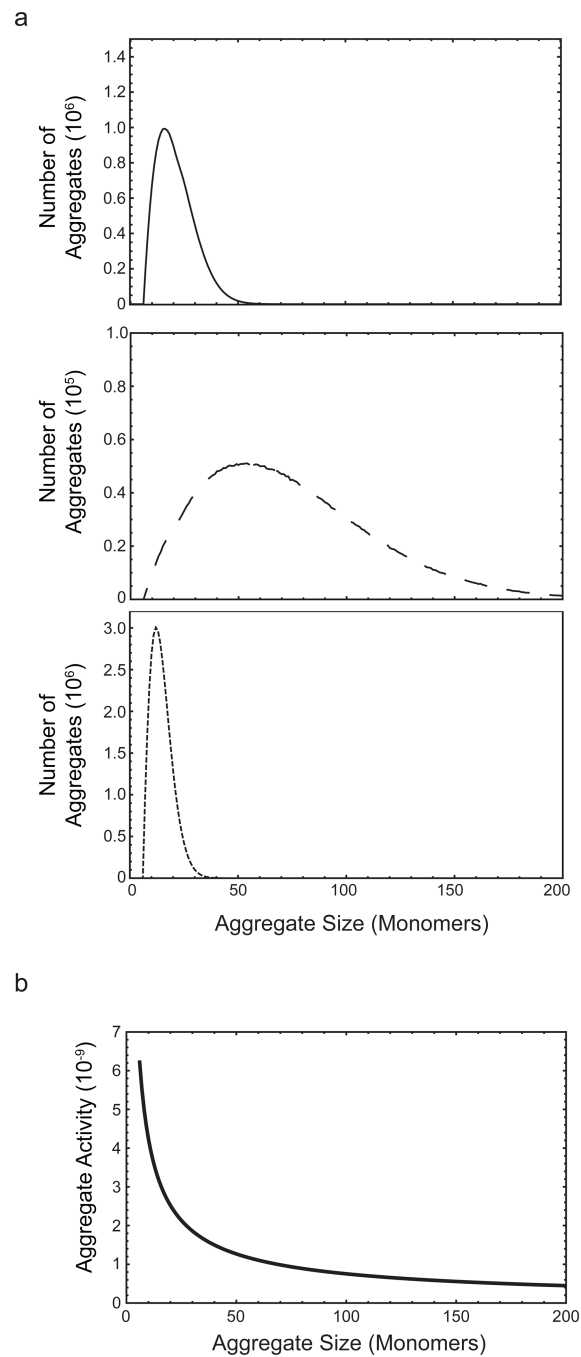 a
1.4
1.2
1.0
0.8
0.6
0.4
0.2
0
Number of
Aggregates (10⁶)
1.0
0.8
0.6
0.4
0.2
0
Number of
Aggregates (10⁵)
3.0
2.5
2.0
1.5
1.0
0.5
0
Number of
Aggregates (10⁶)
0 50 100 150 200
Aggregate Size (Monomers)
b
7
6
5
4
3
2
1
0
Aggregate Activity (10⁻⁹)
0 50 100 150 200
Aggregate Size (Monomers)